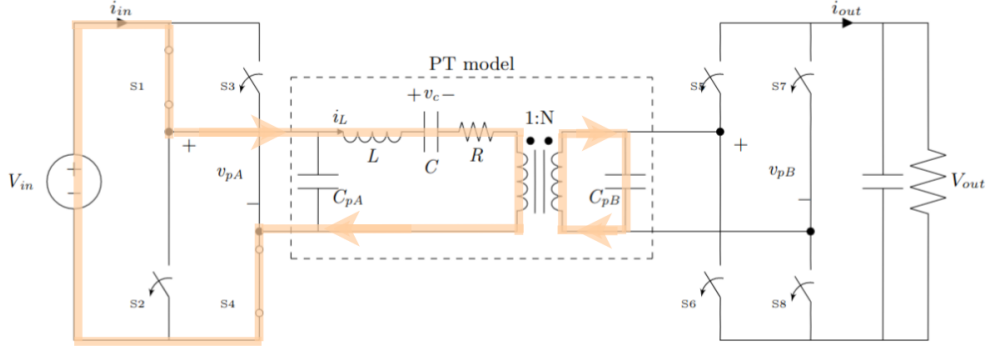 i_in
i_out
PT model
S1
S3
+v_c−
S5
S7
i_L
1:N
+
L
C
R
+
V_in
+
−
v_pA
C_pA
C_pB
v_pB
V_out
−
−
S2
S4
S6
S8